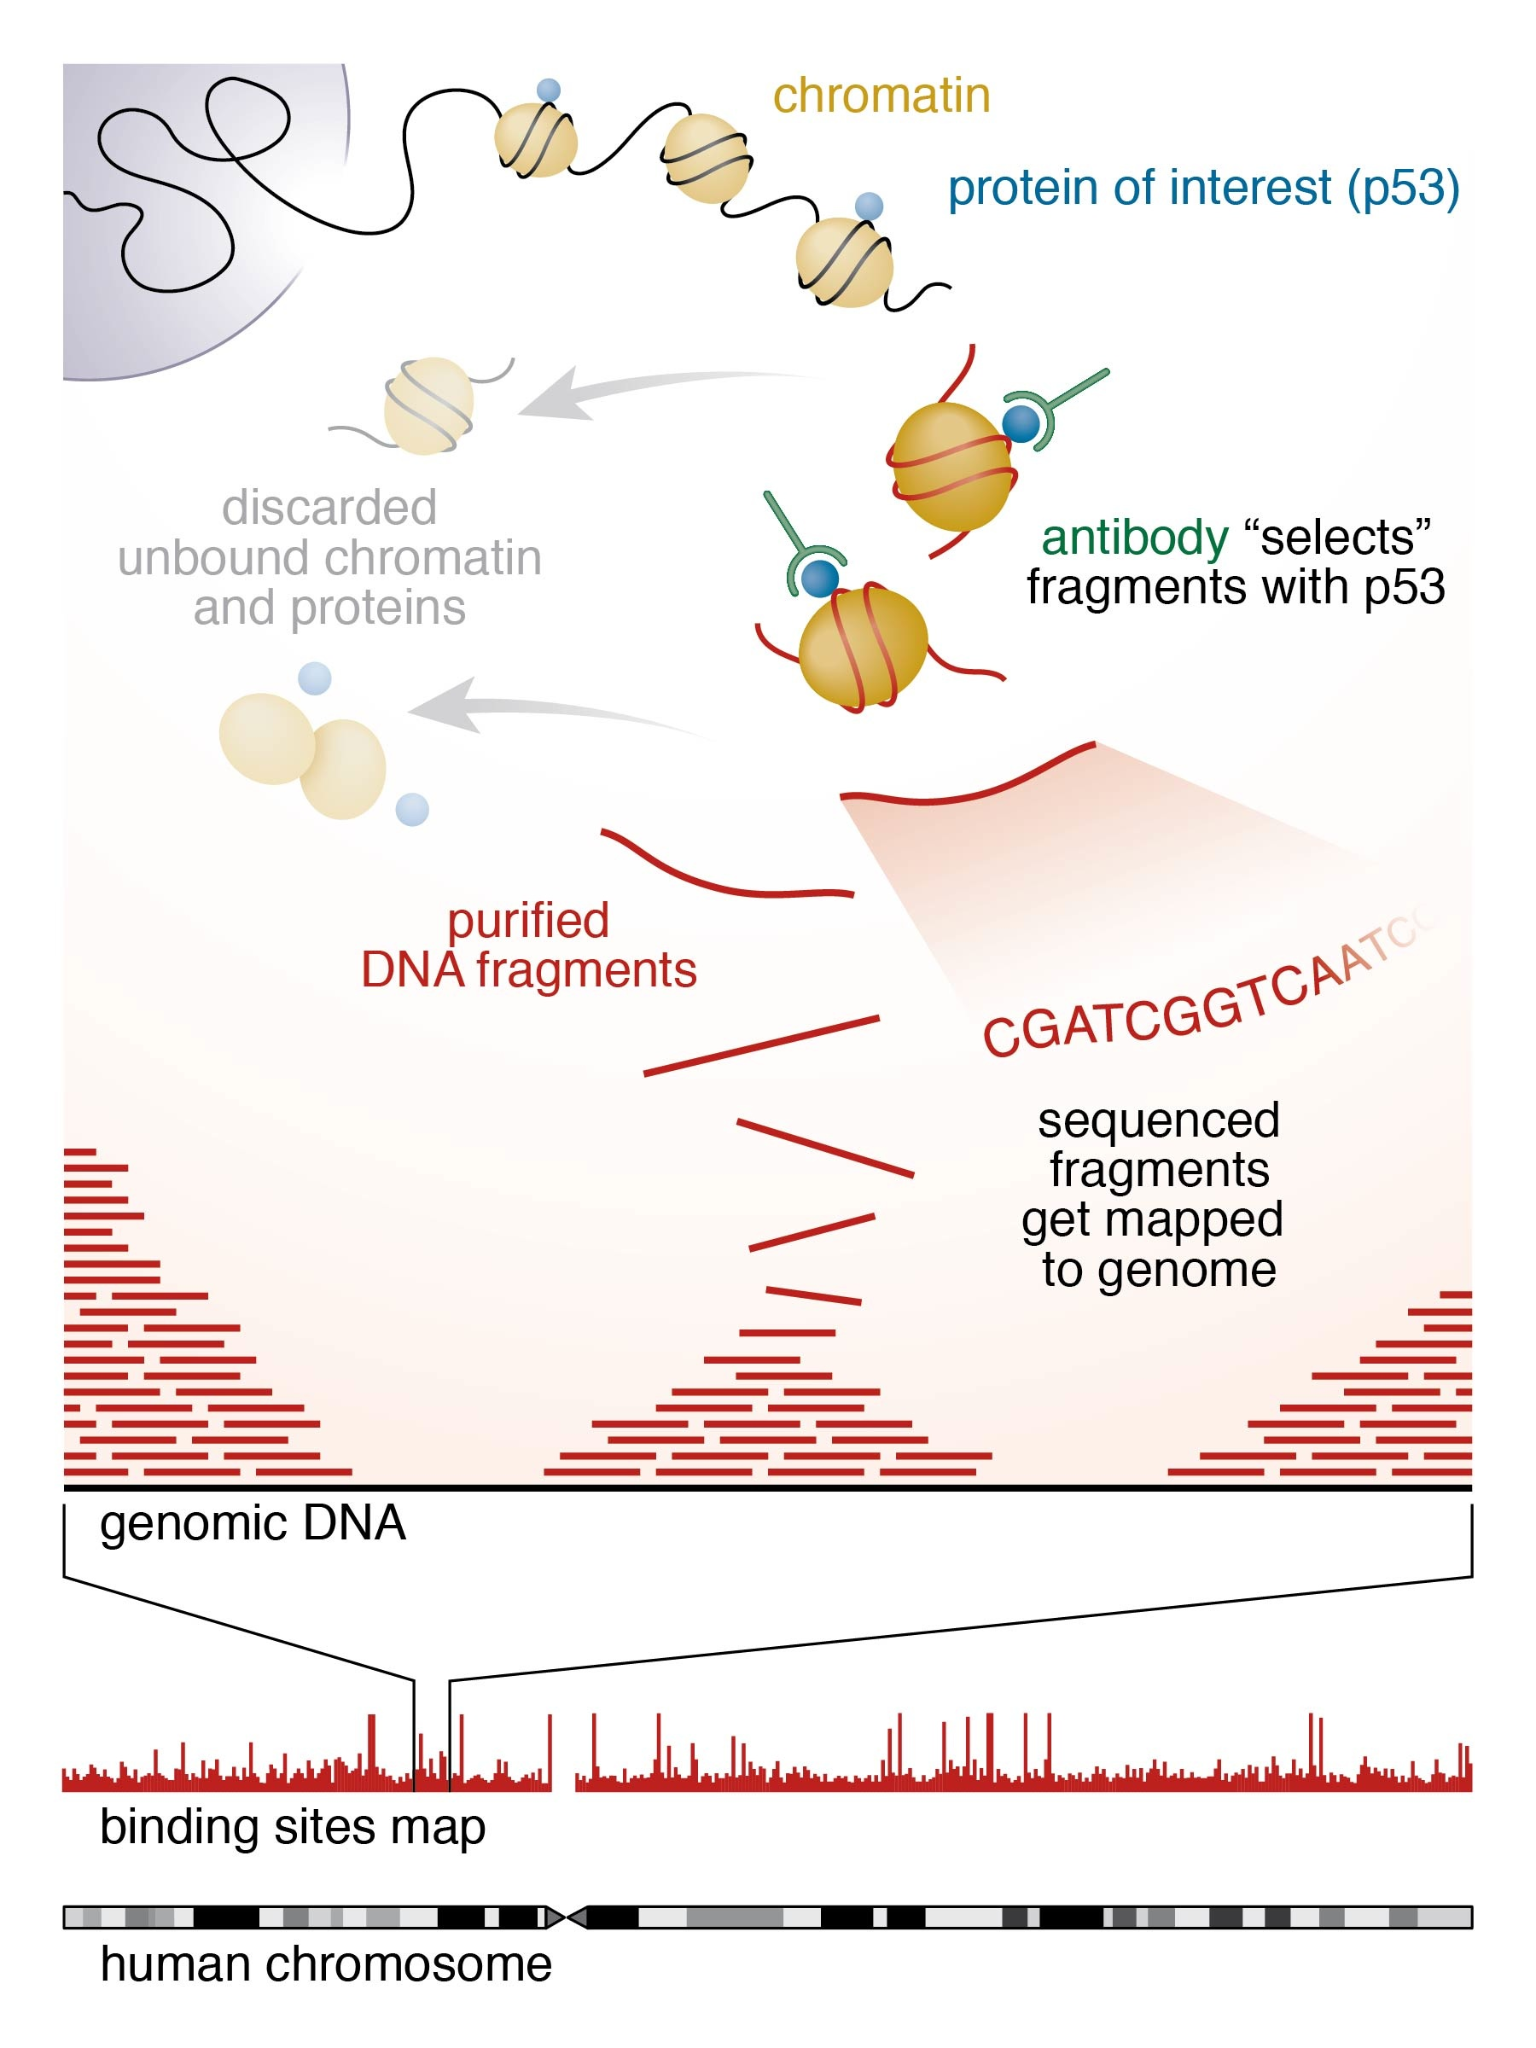 chromatin
protein of interest (p53)
discarded
unbound chromatin
and proteins
antibody “selects”
fragments with p53
purified
DNA fragments
CGATCGGTCAATCC
sequenced
fragments
get mapped
to genome
genomic DNA
binding sites map
human chromosome